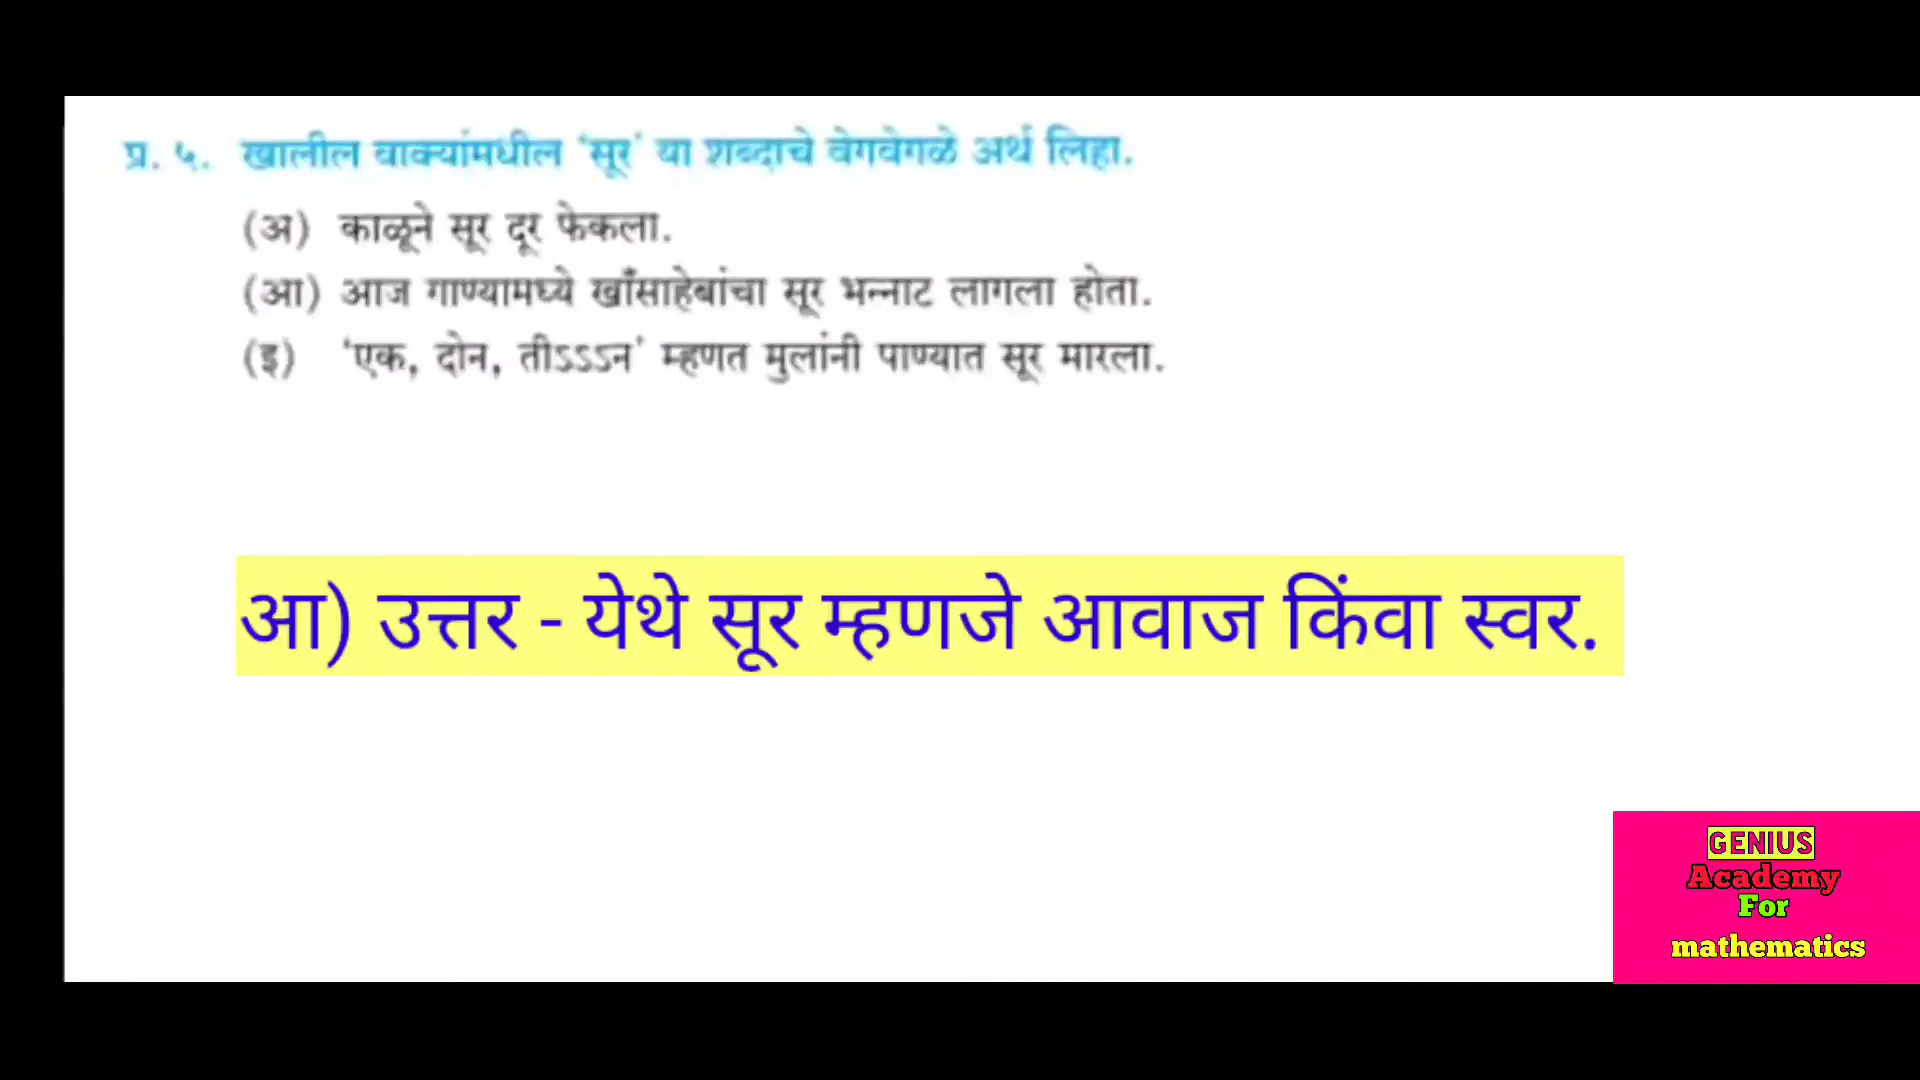 प्र. ५. खालील वाक्यांमधील ‘सूर’ या शब्दाचे वेगवेगळे अर्थ लिहा.
(अ) काळूने सूर दूर फेकला.
(आ) आज गाण्यामध्ये खाँसाहेबांचा सूर भन्नाट लागला होता.
(इ) ‘एक, दोन, तीऽऽऽन’ म्हणत मुलांनी पाण्यात सूर मारला.
आ) उत्तर - येथे सूर म्हणजे आवाज किंवा स्वर.
GENIUS
Academy
For
mathematics